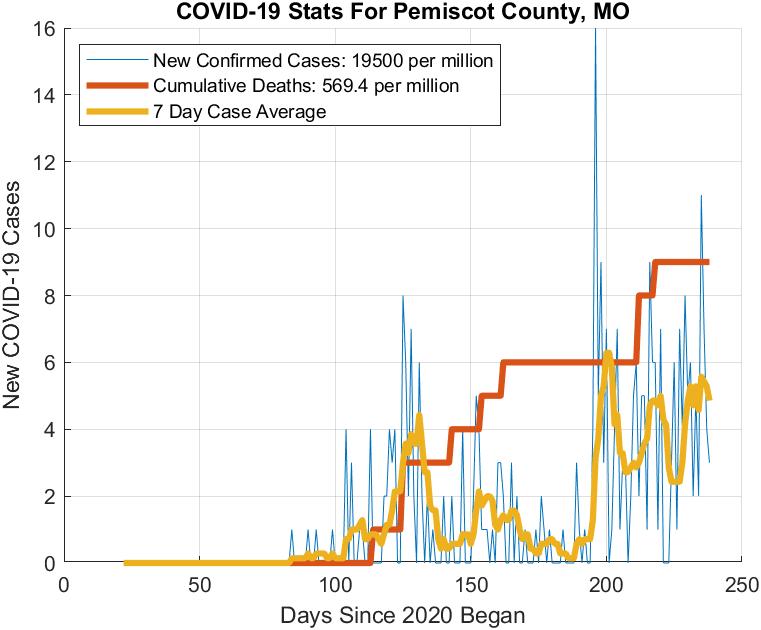 COVID-19 Stats For Pemiscot County, MO
New Confirmed Cases: 19500 per million
Cumulative Deaths: 569.4 per million
7 Day Case Average
New COVID-19 Cases
16
14
12
10
8
6
4
2
0
0 50 100 150 200 250
Days Since 2020 Began